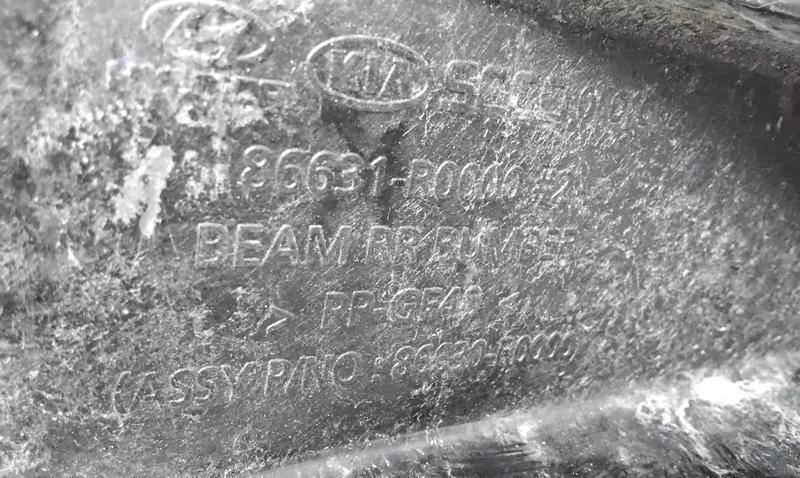 KIA
86631-R0000
BEAM RR BUMPER
> PP-GF40 <
(ASSY P/NO : 86630-R0000)